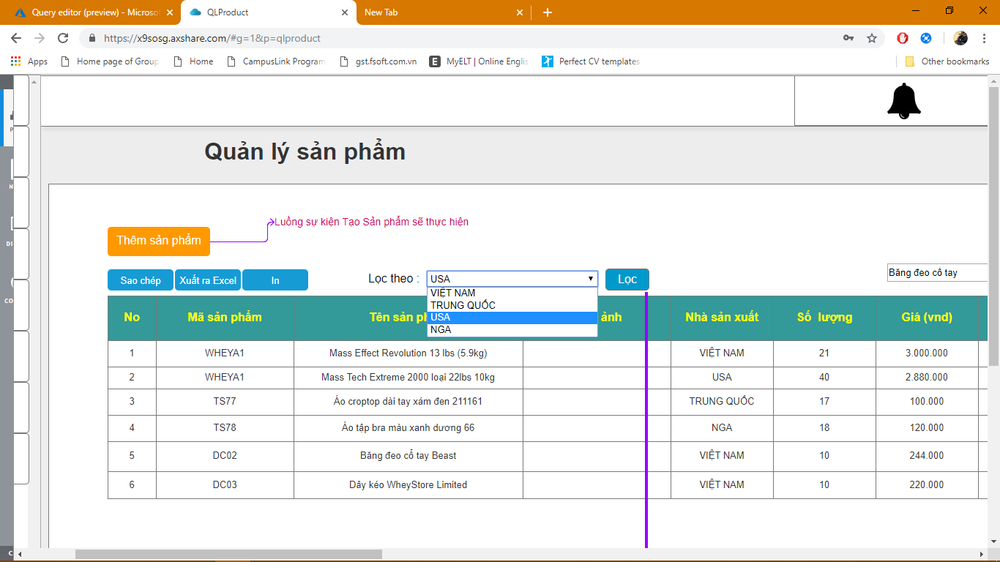 Query editor (preview) - Microso
QLProduct
New Tab
https://x9sosg.axshare.com/#g=1&p=qlproduct
Apps
Home page of Group
Home
CampusLink Program
gst.fsoft.com.vn
MyELT | Online Englis
Perfect CV templates
Other bookmarks
Quản lý sản phẩm
Luồng sự kiện Tạo Sản phẩm sẽ thực hiện
Thêm sản phẩm
Sao chép Xuất ra Excel In
Lọc theo : USA Lọc
Băng đeo cổ tay
VIỆT NAM
TRUNG QUỐC
USA
NGA
No Mã sản phẩm Tên sản ph ảnh Nhà sản xuất Số lượng Giá (vnd)
1 WHEYA1 Mass Effect Revolution 13 lbs (5.9kg) VIỆT NAM 21 3.000.000
2 WHEYA1 Mass Tech Extreme 2000 loại 22lbs 10kg USA 40 2.880.000
3 TS77 Áo croptop dài tay xám đen 211161 TRUNG QUỐC 17 100.000
4 TS78 Áo tập bra màu xanh dương 66 NGA 18 120.000
5 DC02 Băng đeo cổ tay Beast VIỆT NAM 10 244.000
6 DC03 Dây kéo WheyStore Limited VIỆT NAM 10 220.000